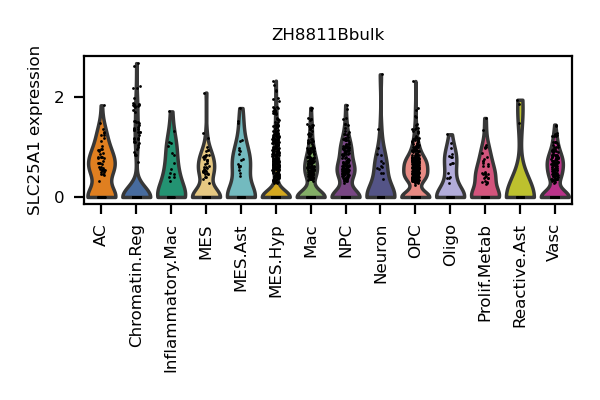 ZH8811Bbulk
SLC25A1 expression
2
0
AC
Chromatin.Reg
Inflammatory.Mac
MES
MES.Ast
MES.Hyp
Mac
NPC
Neuron
OPC
Oligo
Prolif.Metab
Reactive.Ast
Vasc